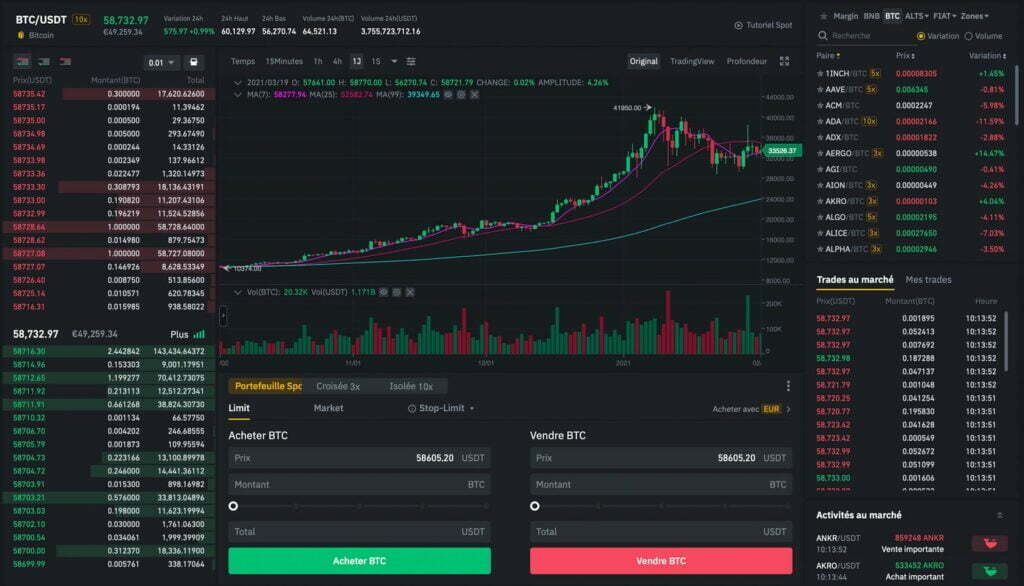 BTC/USDT 10x 58,732.97 Variation 24h 24h Haut 24h Bas Volume 24h(BTC) Volume 24h(USDT)
Bitcoin €49,259.34 575.97 +0.99% 60,129.97 56,270.74 64,521.13 3,755,723,712.16
Tutoriel Spot
0.01
Prix(USDT) Montant(BTC) Total
58735.42 0.300000 17,620.62600
58735.17 0.000194 11.39462
58735.00 0.000500 29.36750
58734.98 0.005000 293.67490
58734.69 0.000244 14.33126
58733.98 0.002349 137.96612
58733.36 0.022477 1,320.14973
58733.30 0.308793 18,136.43191
58733.00 0.190820 11,207.43106
58732.99 0.196219 11,524.52856
58728.64 1.000000 58,728.64000
58728.62 0.014980 879.75473
58727.08 1.000000 58,727.08000
58727.07 0.146926 8,628.53349
58726.40 0.008750 513.85600
58725.14 0.010571 620.78345
58716.31 0.015985 938.58022
58,732.97 €49,259.34 Plus
58716.30 2.442842 143,434.64372
58714.96 0.153303 9,001.17951
58712.65 1.199277 70,412.73075
58711.92 0.213113 12,512.27341
58711.91 0.661268 38,824.30730
58710.32 0.001134 66.57750
58706.70 0.004202 246.68555
58705.79 0.001873 109.95594
58704.73 0.223166 13,100.89978
58704.72 0.246000 14,441.36112
58703.91 0.015300 898.16982
58703.21 0.576000 33,813.04896
58703.03 0.198000 11,623.19994
58702.10 0.030000 1,761.06300
58700.54 0.034061 1,999.39909
58700.00 0.312370 18,336.11900
58699.99 0.005761 338.17064
Temps 15Minutes 1h 4h 1J 1S Original TradingView Profondeur
2021/03/19 O: 57641.00 H: 58770.00 L: 56270.74 C: 58721.79 CHANGE: 0.02% AMPLITUDE: 4.26%
MA(7): 58277.94 MA(25): 52582.74 MA(99): 39349.65
44000.00
41950.00
40000.00
33526.37
28000.00
24000.00
20000.00
16000.00
12000.00
10374.00
8000.00
Vol(BTC): 20.32K Vol(USDT) 1.171B
200K
100K
0
11/01 12/01 2021
Portefeuille Spo Croisée 3x Isolée 10x
Limit Market Stop-Limit Acheter avec EUR
Acheter BTC Vendre BTC
Prix 58605,20 USDT Prix 58605,20 USDT
Montant BTC Montant BTC
Total USDT Total USDT
Acheter BTC Vendre BTC
Margin BNB BTC ALTS FIAT Zones
Recherche Variation Volume
Paire Prix Variation
1INCH/BTC 5x 0.00008305 +1.45%
AAVE/BTC 5x 0.006345 -0.81%
ACM/BTC 0.0002247 -5.98%
ADA/BTC 10x 0.00002166 -11.59%
ADX/BTC 0.00001822 -2.88%
AERGO/BTC 3x 0.00000538 +14.47%
AGI/BTC 0.00000490 -0.41%
AION/BTC 3x 0.00000449 -4.26%
AKRO/BTC 3x 0.00000103 +4.04%
ALGO/BTC 5x 0.00002195 -4.11%
ALICE/BTC 3x 0.00027650 -7.03%
ALPHA/BTC 3x 0.00002946 -3.50%
Trades au marché Mes trades
Prix(USDT) Montant(BTC) Heure
58,732.97 0.001895 10:13:52
58,732.97 0.052413 10:13:52
58,732.97 0.007692 10:13:52
58,732.98 0.187288 10:13:52
58,732.97 0.047137 10:13:52
58,721.79 0.001048 10:13:52
58,720.25 0.041254 10:13:51
58,720.77 0.195830 10:13:51
58,723.42 0.041628 10:13:51
58,723.42 0.000549 10:13:51
58,732.99 0.052672 10:13:51
58,732.99 0.051099 10:13:51
58,733.00 0.001606 10:13:51
Activités au marché
ANKR/USDT 859248 ANKR
10:13:52 Vente importante
AKRO/USDT 533452 AKRO
10:13:44 Achat important